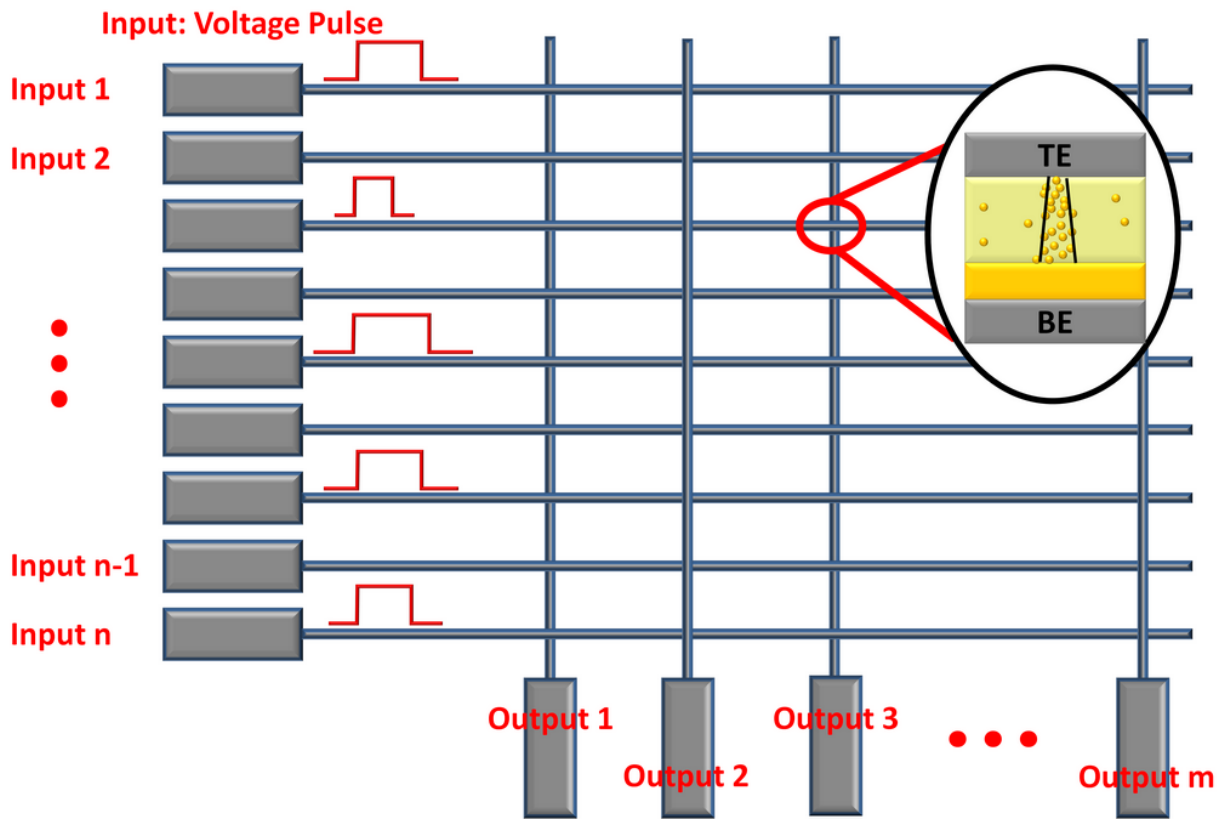 Input: Voltage Pulse
Input 1
Input 2
TE
BE
Input n-1
Input n
Output 1
Output 2
Output 3
Output m